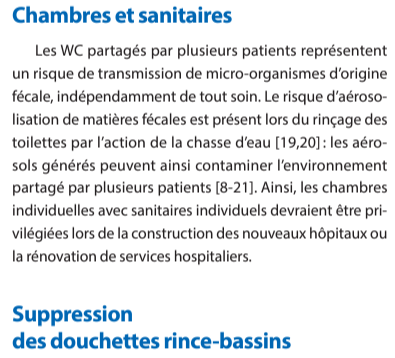 Chambres et sanitaires
Les WC partagés par plusieurs patients représentent
un risque de transmission de micro-organismes d’origine
fécale, indépendamment de tout soin. Le risque d’aéroso-
lisation de matières fécales est présent lors du rinçage des
toilettes par l’action de la chasse d’eau [19,20] : les aéro-
sols générés peuvent ainsi contaminer l’environnement
partagé par plusieurs patients [8-21]. Ainsi, les chambres
individuelles avec sanitaires individuels devraient être pri-
vilégiées lors de la construction des nouveaux hôpitaux ou
la rénovation de services hospitaliers.
Suppression
des douchettes rince-bassins